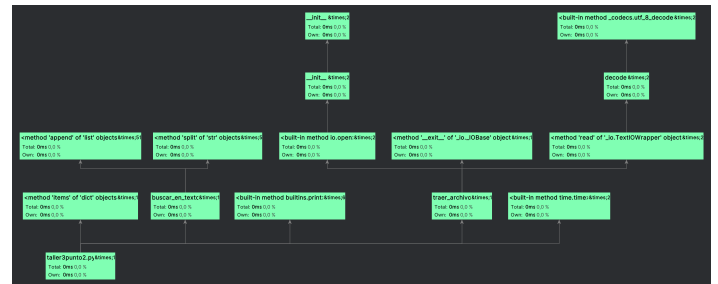 __init__ &times;2
Total: 0ms 0,0 %
Own: 0ms 0,0 %
<built-in method _codecs.utf_8_decode &times;2
Total: 0ms 0,0 %
Own: 0ms 0,0 %
__init__ &times;2
Total: 0ms 0,0 %
Own: 0ms 0,0 %
decode &times;2
Total: 0ms 0,0 %
Own: 0ms 0,0 %
<method 'append' of 'list' objects&times;51
Total: 0ms 0,0 %
Own: 0ms 0,0 %
<method 'split' of 'str' objects&times;5
Total: 0ms 0,0 %
Own: 0ms 0,0 %
<built-in method io.open:&times;2
Total: 0ms 0,0 %
Own: 0ms 0,0 %
<method '__exit__' of '_io._IOBase' object&times;1
Total: 0ms 0,0 %
Own: 0ms 0,0 %
<method 'read' of '_io.TextIOWrapper' object&times;2
Total: 0ms 0,0 %
Own: 0ms 0,0 %
<method 'items' of 'dict' objects&times;1
Total: 0ms 0,0 %
Own: 0ms 0,0 %
buscar_en_texto&times;1
Total: 0ms 0,0 %
Own: 0ms 0,0 %
<built-in method builtins.print:&times;6
Total: 0ms 0,0 %
Own: 0ms 0,0 %
traer_archivo&times;1
Total: 0ms 0,0 %
Own: 0ms 0,0 %
<built-in method time.time:&times;2
Total: 0ms 0,0 %
Own: 0ms 0,0 %
taller3punto2.py&times;1
Total: 0ms 0,0 %
Own: 0ms 0,0 %